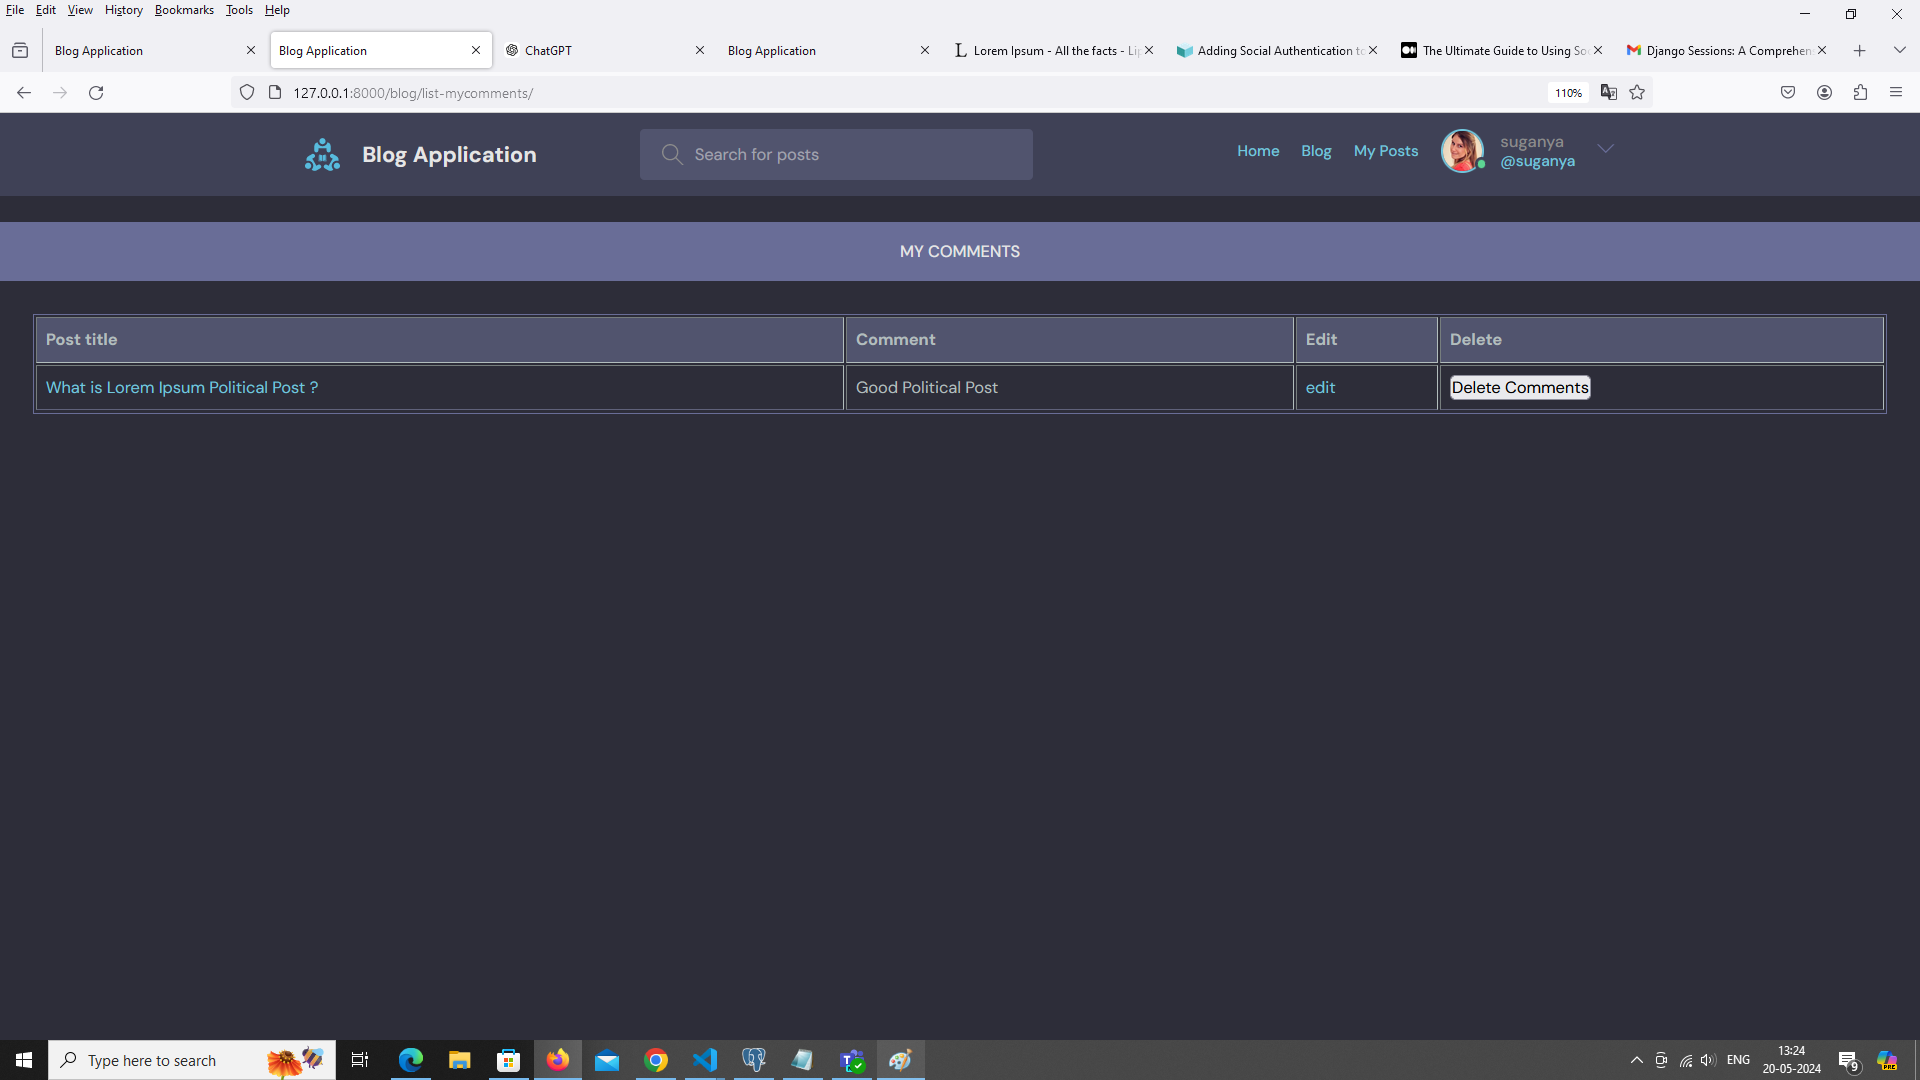 File Edit View History Bookmarks Tools Help
Blog Application
Blog Application
ChatGPT
Blog Application
Lorem Ipsum - All the facts - Li
Adding Social Authentication to
The Ultimate Guide to Using So
Django Sessions: A Comprehen
127.0.0.1:8000/blog/list-mycomments/
110%
Blog Application
Search for posts
Home Blog My Posts
suganya
@suganya
MY COMMENTS
Post title Comment Edit Delete
What is Lorem Ipsum Political Post ? Good Political Post edit Delete Comments
Type here to search
ENG
13:24
20-05-2024
9
PRE